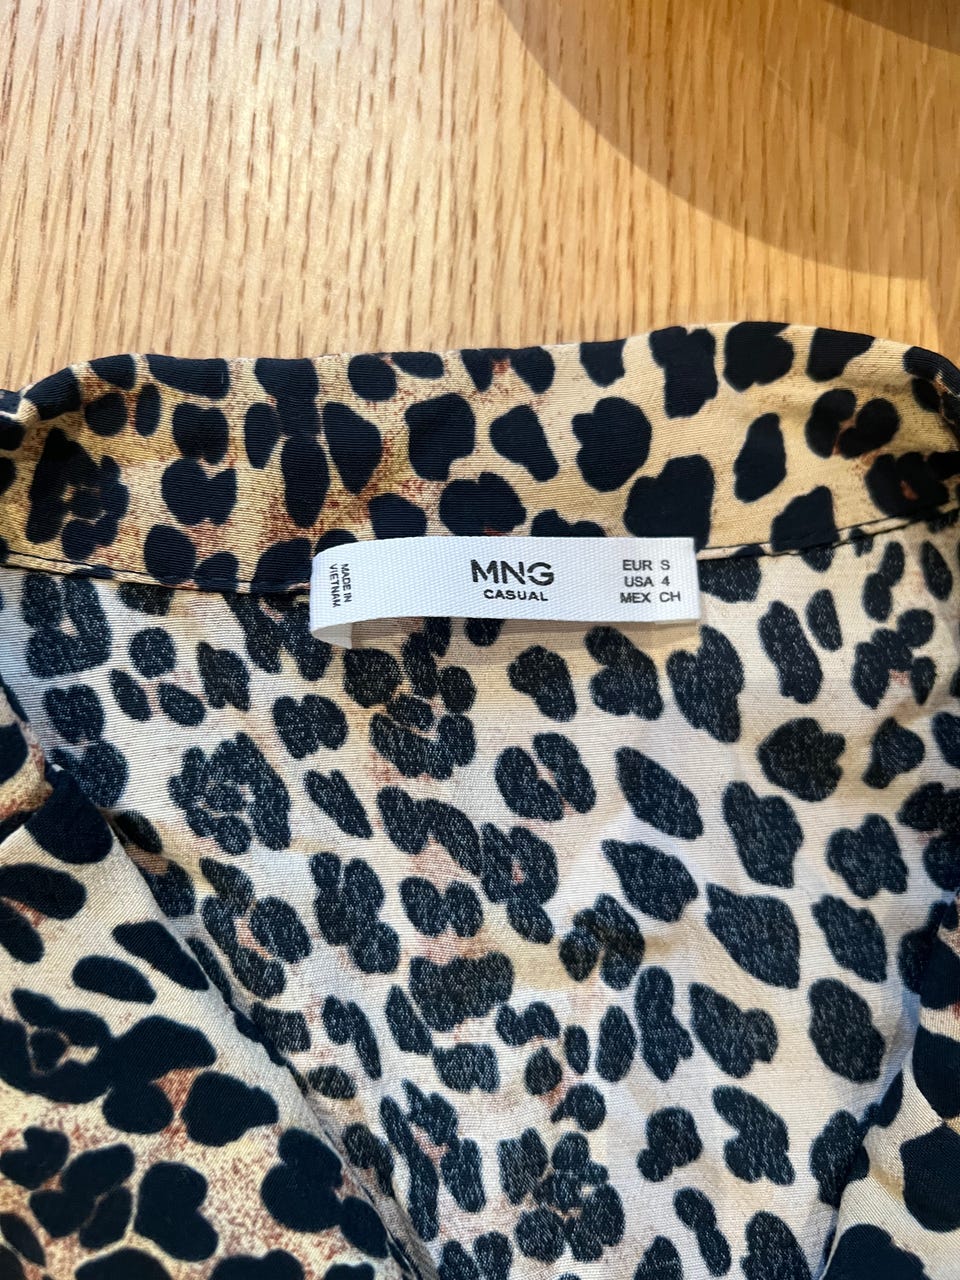 MADE IN
VIETNAM
MNG
CASUAL
EUR S
USA 4
MEX CH